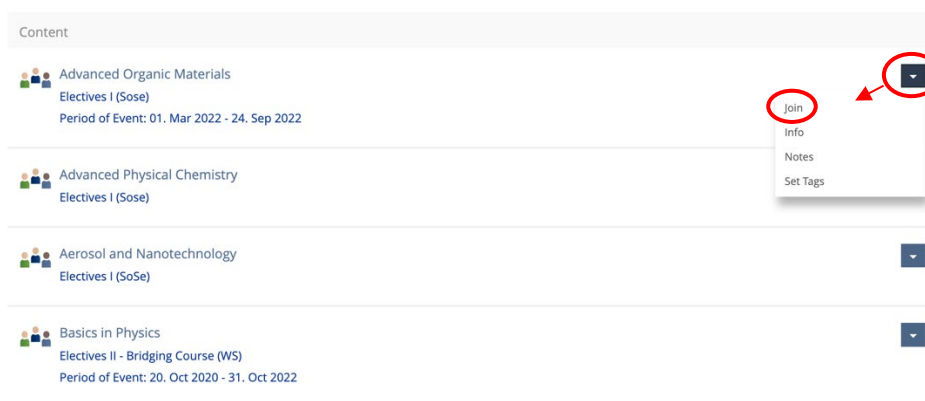 Content
Advanced Organic Materials
Electives I (Sose)
Period of Event: 01. Mar 2022 - 24. Sep 2022
Join
Info
Notes
Set Tags
Advanced Physical Chemistry
Electives I (Sose)
Aerosol and Nanotechnology
Electives I (SoSe)
Basics in Physics
Electives II - Bridging Course (WS)
Period of Event: 20. Oct 2020 - 31. Oct 2022